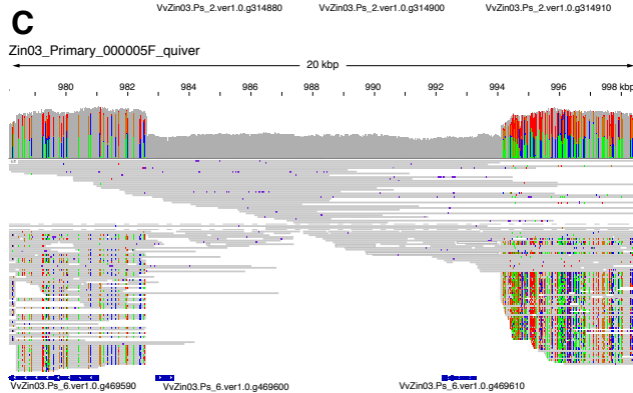 VvZin03.Ps_2.ver1.0.g314880 VvZin03.Ps_2.ver1.0.g314900 VvZin03.Ps_2.ver1.0.g314910
C
Zin03_Primary_000005F_quiver
20 kbp
980 982 984 986 988 990 992 994 996 998 kbp
VvZin03.Ps_6.ver1.0.g469590 VvZin03.Ps_6.ver1.0.g469600 VvZin03.Ps_6.ver1.0.g469610